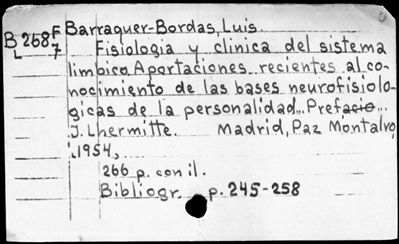 F Barraquer-Bordas, Luis.
B 268 7 Fisiologia y clinica del sistema
L limbico. Aportaciones recientes al co-
nocimiento de las bases neurofisioló-
gicas de la personalidad... Prefacio...
J. Lhermitte. Madrid, Paz Montalvo
1954,
266 p. con il.
Bibliogr. p. 245-258